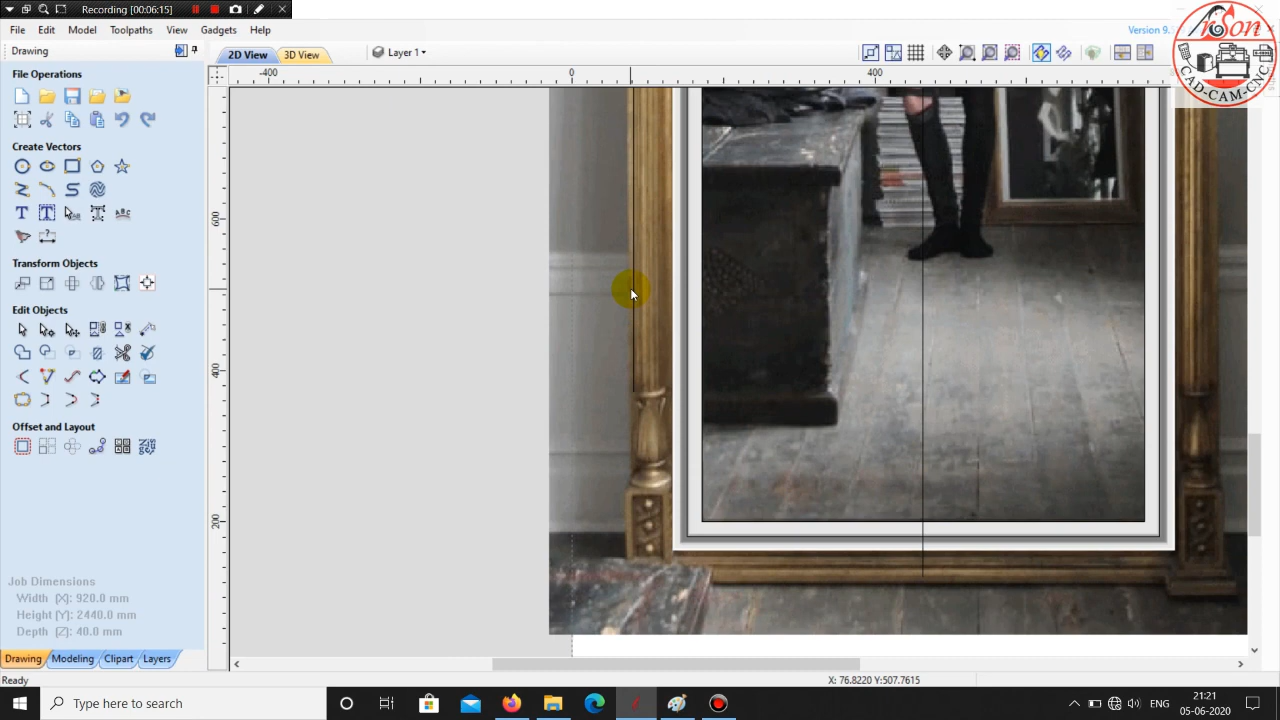 Recording [00:06:15]
File Edit Model Toolpaths View Gadgets Help
Version 9.
Drawing
2D View
3D View
Layer 1
File Operations
-400 0 400
Create Vectors
600
Transform Objects
Edit Objects
400
Offset and Layout
200
Job Dimensions
Width [X]: 920.0 mm
Height [Y]: 2440.0 mm
Depth [Z]: 40.0 mm
Drawing Modeling Clipart Layers
Ready
X: 76.8220 Y:507.7615
Type here to search
ENG
21:21
05-06-2020
OrSon
CAD-CAM-CNC